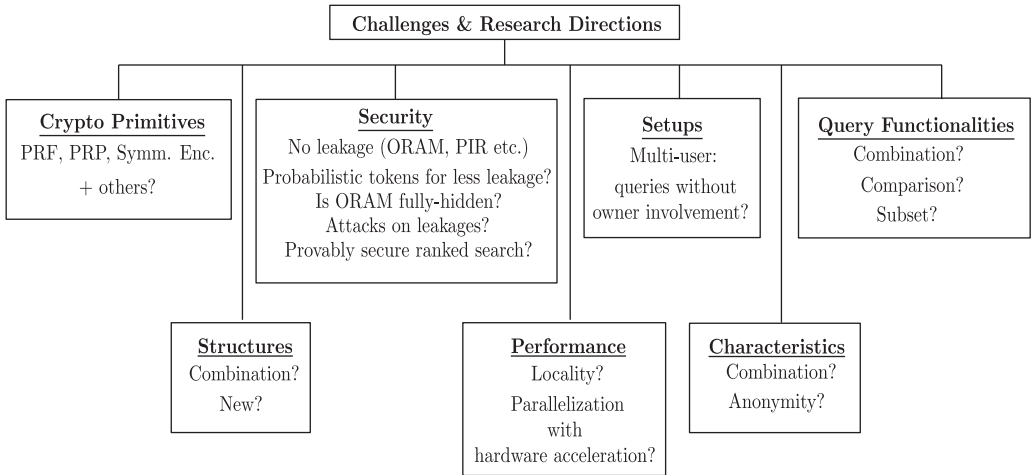 Challenges & Research Directions
Crypto Primitives
PRF, PRP, Symm. Enc.
+ others?
Security
No leakage (ORAM, PIR etc.)
Probabilistic tokens for less leakage?
Is ORAM fully-hidden?
Attacks on leakages?
Provably secure ranked search?
Setups
Multi-user:
queries without
owner involvement?
Query Functionalities
Combination?
Comparison?
Subset?
Structures
Combination?
New?
Performance
Locality?
Parallelization
with
hardware acceleration?
Characteristics
Combination?
Anonymity?